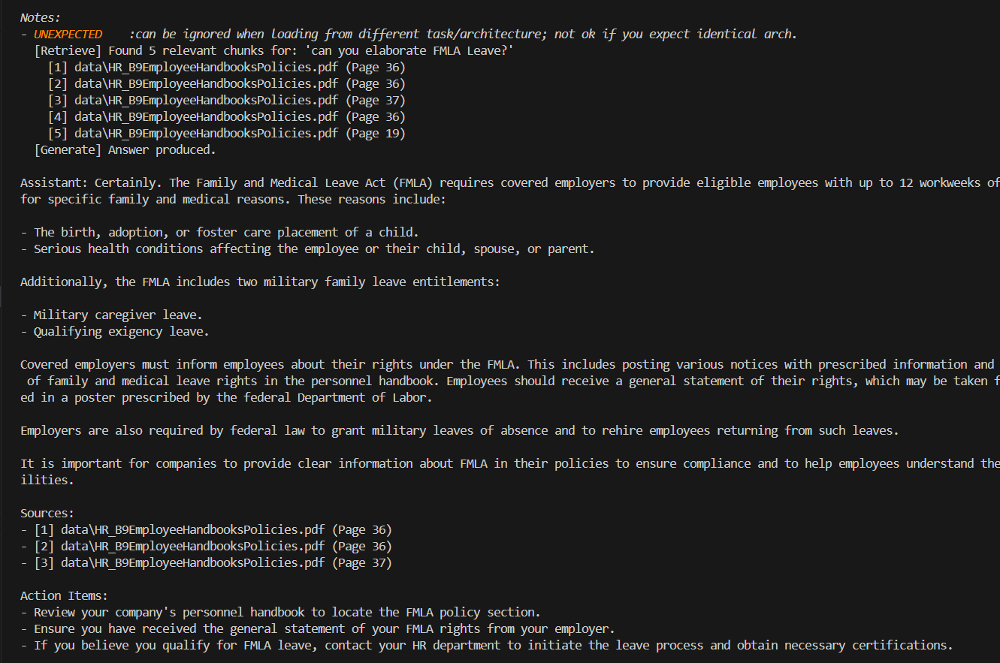 Notes:
- UNEXPECTED    :can be ignored when loading from different task/architecture; not ok if you expect identical arch.
  [Retrieve] Found 5 relevant chunks for: 'can you elaborate FMLA Leave?'
    [1] data\HR_B9EmployeeHandbooksPolicies.pdf (Page 36)
    [2] data\HR_B9EmployeeHandbooksPolicies.pdf (Page 36)
    [3] data\HR_B9EmployeeHandbooksPolicies.pdf (Page 37)
    [4] data\HR_B9EmployeeHandbooksPolicies.pdf (Page 36)
    [5] data\HR_B9EmployeeHandbooksPolicies.pdf (Page 19)
  [Generate] Answer produced.
Assistant: Certainly. The Family and Medical Leave Act (FMLA) requires covered employers to provide eligible employees with up to 12 workweeks of
for specific family and medical reasons. These reasons include:
- The birth, adoption, or foster care placement of a child.
- Serious health conditions affecting the employee or their child, spouse, or parent.
Additionally, the FMLA includes two military family leave entitlements:
- Military caregiver leave.
- Qualifying exigency leave.
Covered employers must inform employees about their rights under the FMLA. This includes posting various notices with prescribed information and
 of family and medical leave rights in the personnel handbook. Employees should receive a general statement of their rights, which may be taken f
ed in a poster prescribed by the federal Department of Labor.
Employers are also required by federal law to grant military leaves of absence and to rehire employees returning from such leaves.
It is important for companies to provide clear information about FMLA in their policies to ensure compliance and to help employees understand the
ilities.
Sources:
- [1] data\HR_B9EmployeeHandbooksPolicies.pdf (Page 36)
- [2] data\HR_B9EmployeeHandbooksPolicies.pdf (Page 36)
- [3] data\HR_B9EmployeeHandbooksPolicies.pdf (Page 37)
Action Items:
- Review your company's personnel handbook to locate the FMLA policy section.
- Ensure you have received the general statement of your FMLA rights from your employer.
- If you believe you qualify for FMLA leave, contact your HR department to initiate the leave process and obtain necessary certifications.